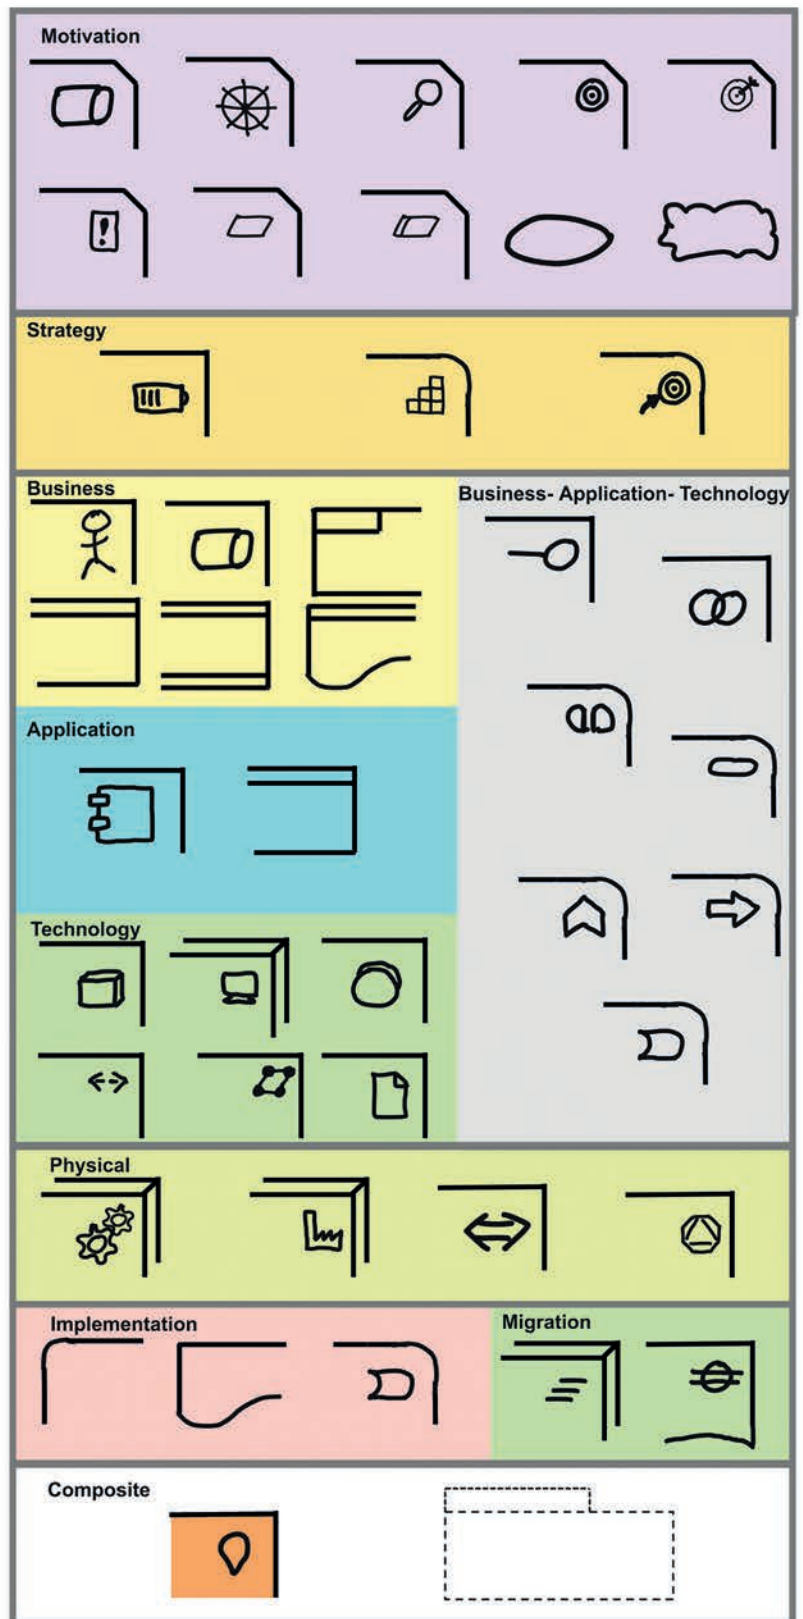 Motivation
Strategy
Business
Business- Application- Technology
Application
Technology
Physical
Implementation
Migration
Composite